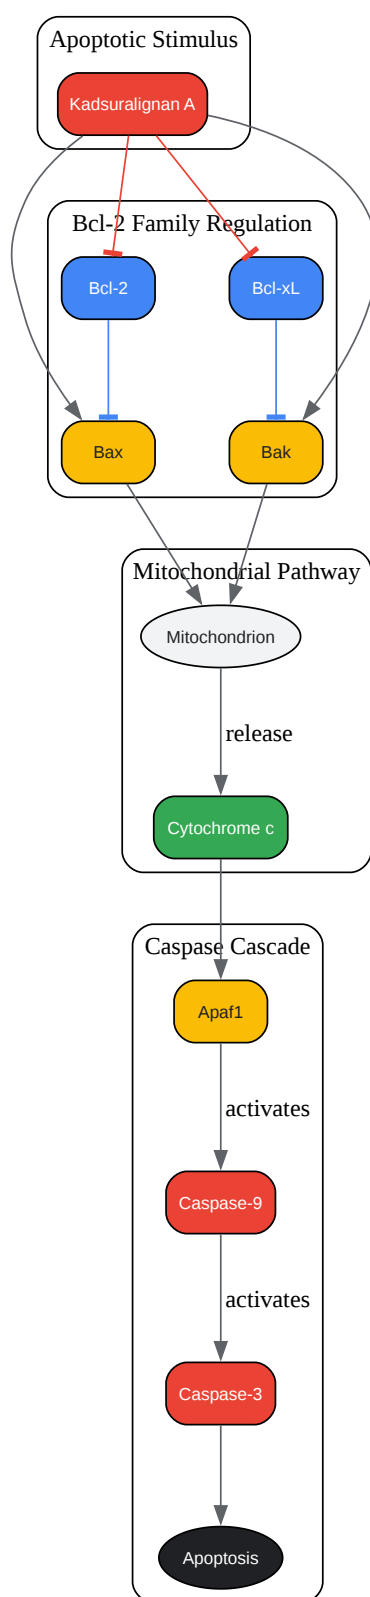 Apoptotic Stimulus
Kadsuralignan A
Bcl-2 Family Regulation
Bcl-2
Bcl-xL
Bax
Bak
Mitochondrial Pathway
Mitochondrion
release
Cytochrome c
Caspase Cascade
Apaf1
activates
Caspase-9
activates
Caspase-3
Apoptosis